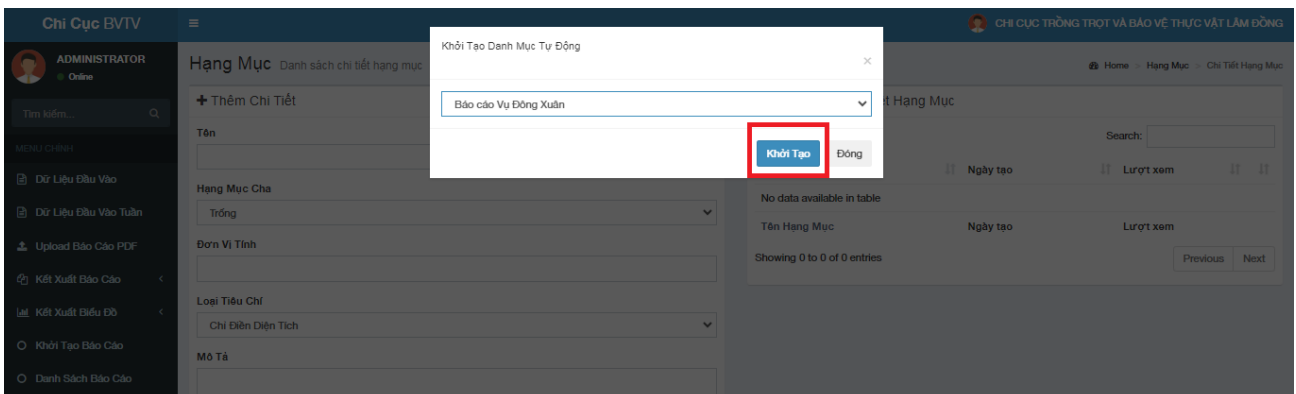 Chi Cục BVTV
CHI CỤC TRỒNG TRỌT VÀ BẢO VỆ THỰC VẬT LÂM ĐỒNG
ADMINISTRATOR
Online
Tìm kiếm...
MENU CHÍNH
Dữ Liệu Đầu Vào
Dữ Liệu Đầu Vào Tuần
Upload Báo Cáo PDF
Kết Xuất Báo Cáo
Kết Xuất Biểu Đồ
Khởi Tạo Báo Cáo
Danh Sách Báo Cáo
Hạng Mục Danh sách chi tiết hạng mục
Home > Hạng Mục > Chi Tiết Hạng Mục
Khởi Tạo Danh Mục Tự Động
×
Báo cáo Vụ Đông Xuân
Khởi Tạo Đóng
+ Thêm Chi Tiết
Tên
Hạng Mục Cha
Trống
Đơn Vị Tính
Loại Tiêu Chí
Chỉ Điền Diện Tích
Mô Tả
Hạng Mục
Search:
Ngày tạo Lượt xem
No data available in table
Tên Hạng Mục Ngày tạo Lượt xem
Showing 0 to 0 of 0 entries
Previous Next